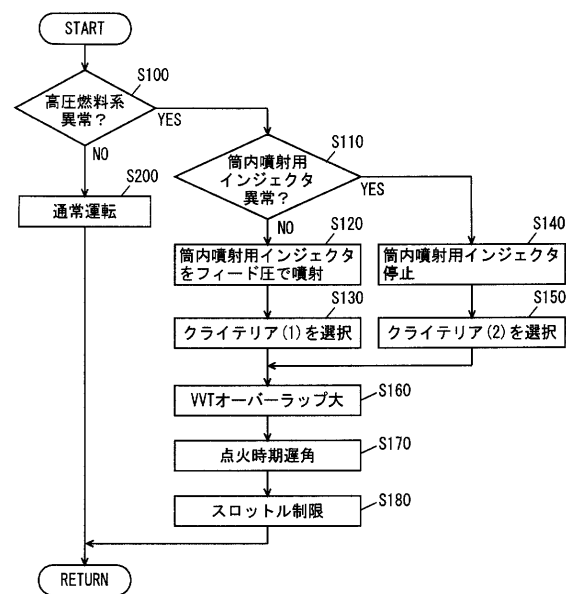 START
S100
高圧燃料系
異常?
YES
NO
S110
筒内噴射用
インジェクタ
異常?
YES
NO
S200
通常運転
S120
筒内噴射用インジェクタ
をフィード圧で噴射
S140
筒内噴射用インジェクタ
停止
S130
クライテリア(1)を選択
S150
クライテリア(2)を選択
VVTオーバーラップ大
S160
点火時期遅角
S170
スロットル制限
S180
RETURN